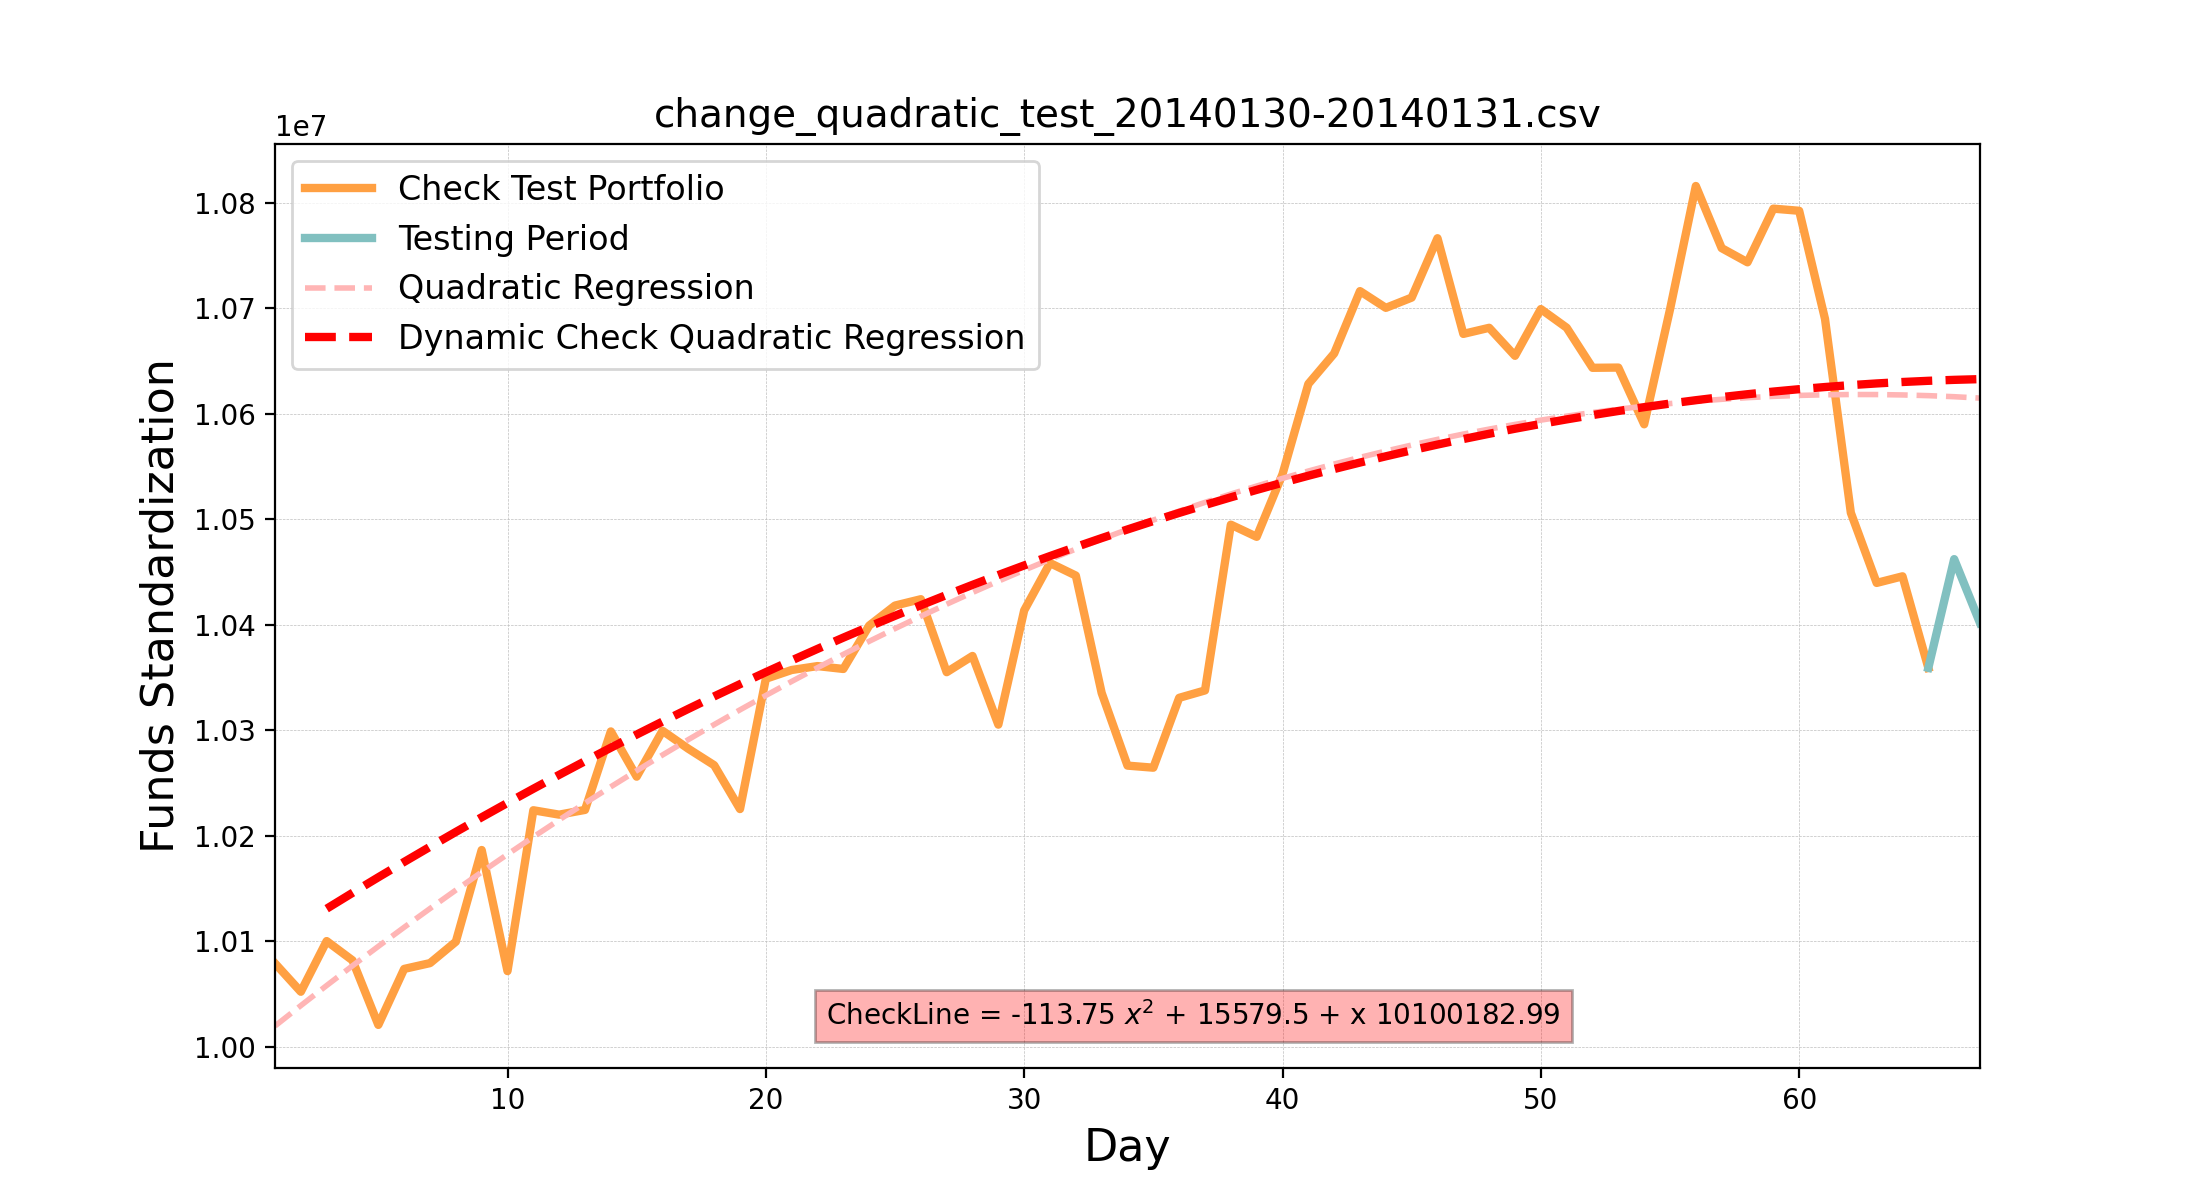 change_quadratic_test_20140130-20140131.csv
1e7
Check Test Portfolio
Testing Period
Quadratic Regression
Dynamic Check Quadratic Regression
1.08
1.07
1.06
1.05
1.04
1.03
1.02
1.01
1.00
Funds Standardization
CheckLine = -113.75 x² + 15579.5 + x 10100182.99
10 20 30 40 50 60
Day